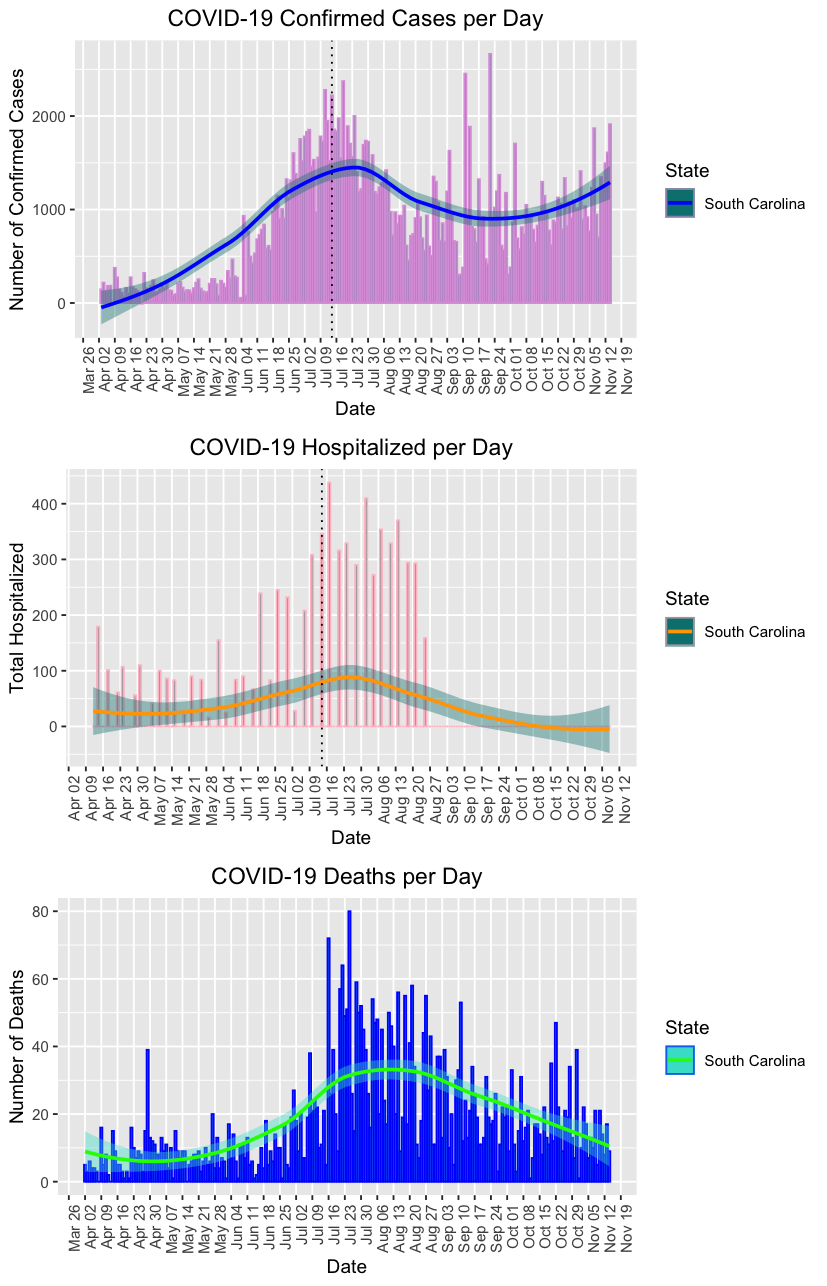 COVID-19 Confirmed Cases per Day
Number of Confirmed Cases
2000
1000
0
Mar 26
Apr 02
Apr 09
Apr 16
Apr 23
Apr 30
May 07
May 14
May 21
May 28
Jun 04
Jun 11
Jun 18
Jun 25
Jul 02
Jul 09
Jul 16
Jul 23
Jul 30
Aug 06
Aug 13
Aug 20
Aug 27
Sep 03
Sep 10
Sep 17
Sep 24
Oct 01
Oct 08
Oct 15
Oct 22
Oct 29
Nov 05
Nov 12
Nov 19
Date
State
South Carolina
COVID-19 Hospitalized per Day
Total Hospitalized
400
300
200
100
0
Apr 02
Apr 09
Apr 16
Apr 23
Apr 30
May 07
May 14
May 21
May 28
Jun 04
Jun 11
Jun 18
Jun 25
Jul 02
Jul 09
Jul 16
Jul 23
Jul 30
Aug 06
Aug 13
Aug 20
Aug 27
Sep 03
Sep 10
Sep 17
Sep 24
Oct 01
Oct 08
Oct 15
Oct 22
Oct 29
Nov 05
Nov 12
Date
State
South Carolina
COVID-19 Deaths per Day
Number of Deaths
80
60
40
20
0
Mar 26
Apr 02
Apr 09
Apr 16
Apr 23
Apr 30
May 07
May 14
May 21
May 28
Jun 04
Jun 11
Jun 18
Jun 25
Jul 02
Jul 09
Jul 16
Jul 23
Jul 30
Aug 06
Aug 13
Aug 20
Aug 27
Sep 03
Sep 10
Sep 17
Sep 24
Oct 01
Oct 08
Oct 15
Oct 22
Oct 29
Nov 05
Nov 12
Nov 19
Date
State
South Carolina